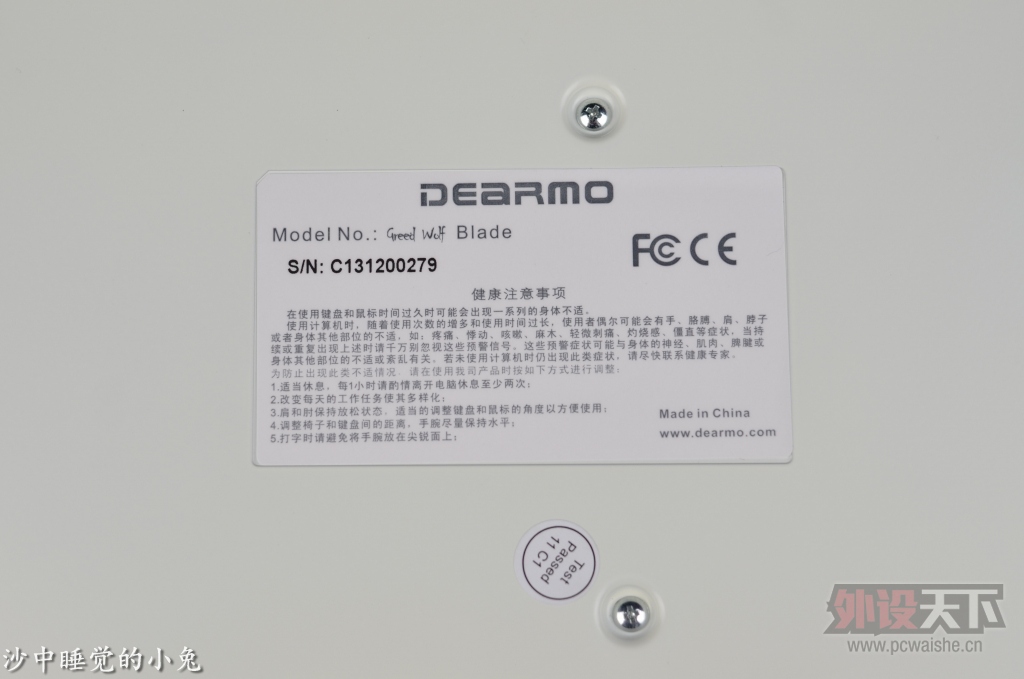 DEARMO
Model No.: Greed Wolf Blade
FC CE
S/N: C131200279
健康注意事项
在使用键盘和鼠标时间过久时可能会出现一系列的身体不适。
使用计算机时，随着使用次数的增多和使用时间过长，使用者偶尔可能会有手、胳膊、肩、脖子
或者身体其他部位的不适，如：疼痛、悸动、咳嗽、麻木、轻微刺痛、灼烧感、僵直等症状，当持
续或重复出现上述时请千万别忽视这些预警信号。这些预警症状可能与身体的神经、肌肉、脾腱或
身体其他部位的不适或紊乱有关。若未使用计算机时仍出现此类症状，请尽快联系健康专家。
为防止出现此类不适情况，请在使用我司产品时按如下方式进行调整：
1.适当休息，每1小时请酌情离开电脑休息至少两次；
2.改变每天的工作任务使其多样化；
3.肩和肘保持放松状态，适当的调整键盘和鼠标的角度以方便使用；
4.调整椅子和键盘间的距离，手腕尽量保持水平；
5.打字时请避免将手腕放在尖锐面上；
Made in China
www.dearmo.com
Test
Passed
11 C1
外设天下
www.pcwaishe.cn
沙中睡觉的小兔